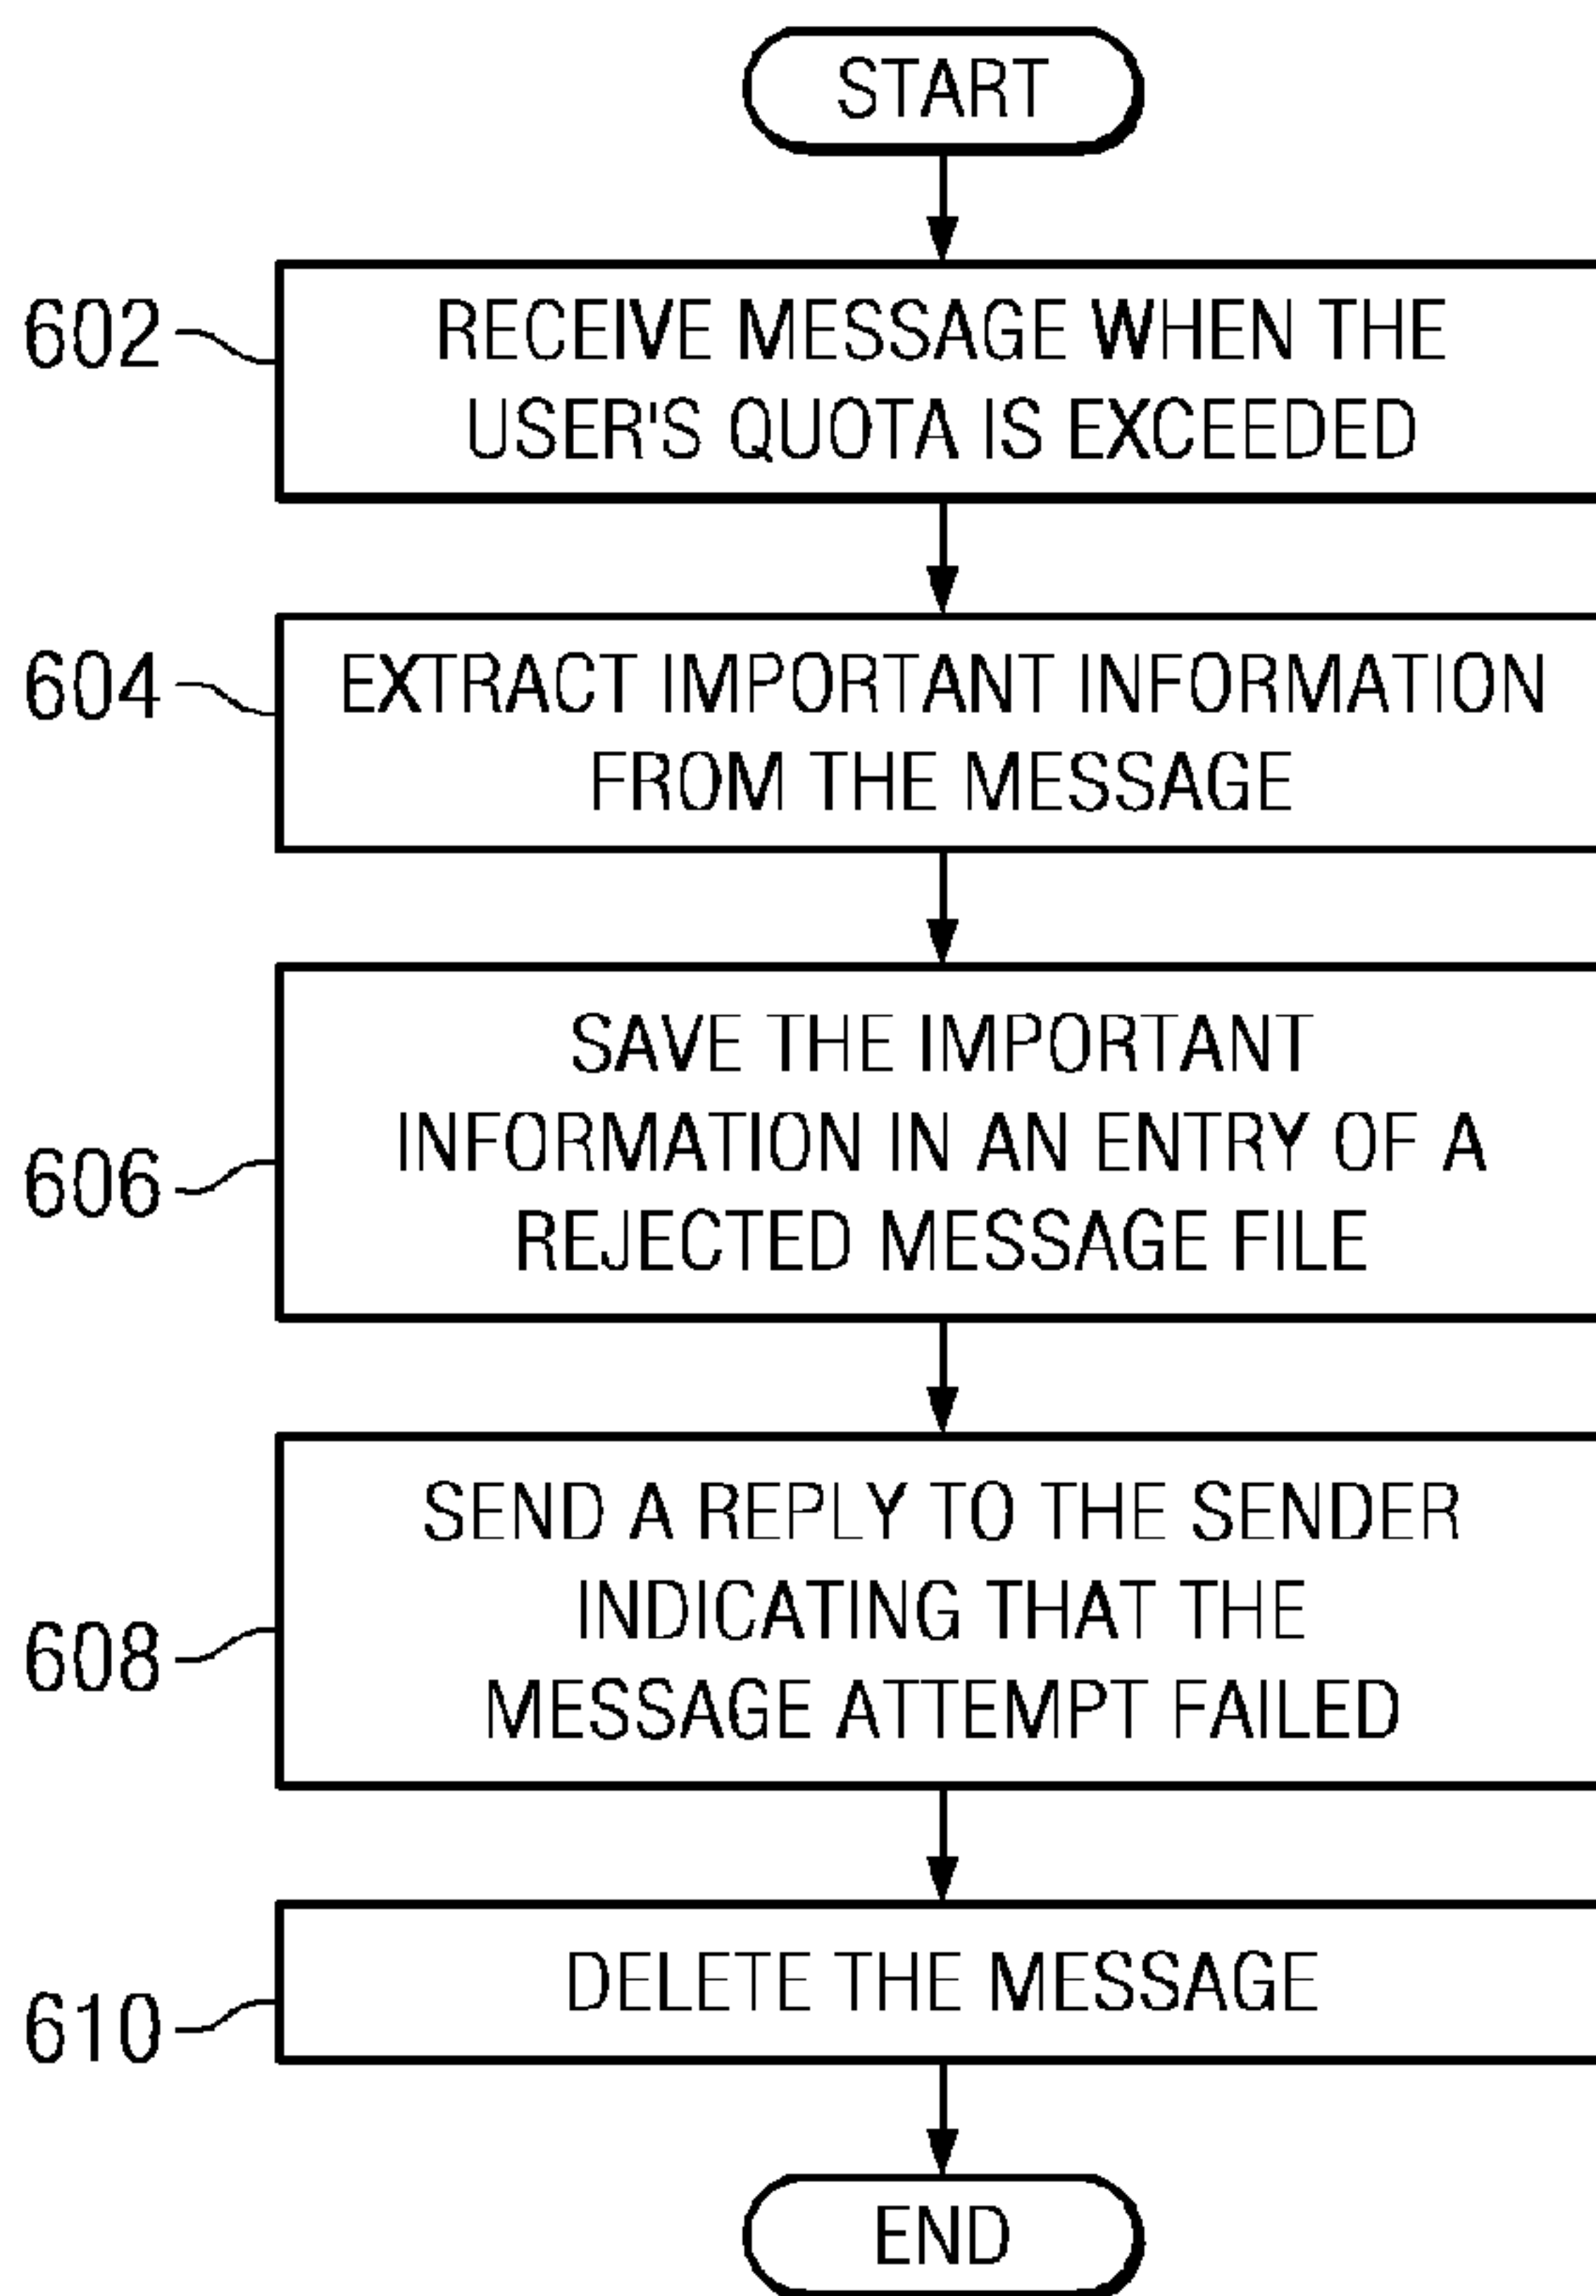 START
602
RECEIVE MESSAGE WHEN THE
USER'S QUOTA IS EXCEEDED
604
EXTRACT IMPORTANT INFORMATION
FROM THE MESSAGE
606
SAVE THE IMPORTANT
INFORMATION IN AN ENTRY OF A
REJECTED MESSAGE FILE
608
SEND A REPLY TO THE SENDER
INDICATING THAT THE
MESSAGE ATTEMPT FAILED
610
DELETE THE MESSAGE
END